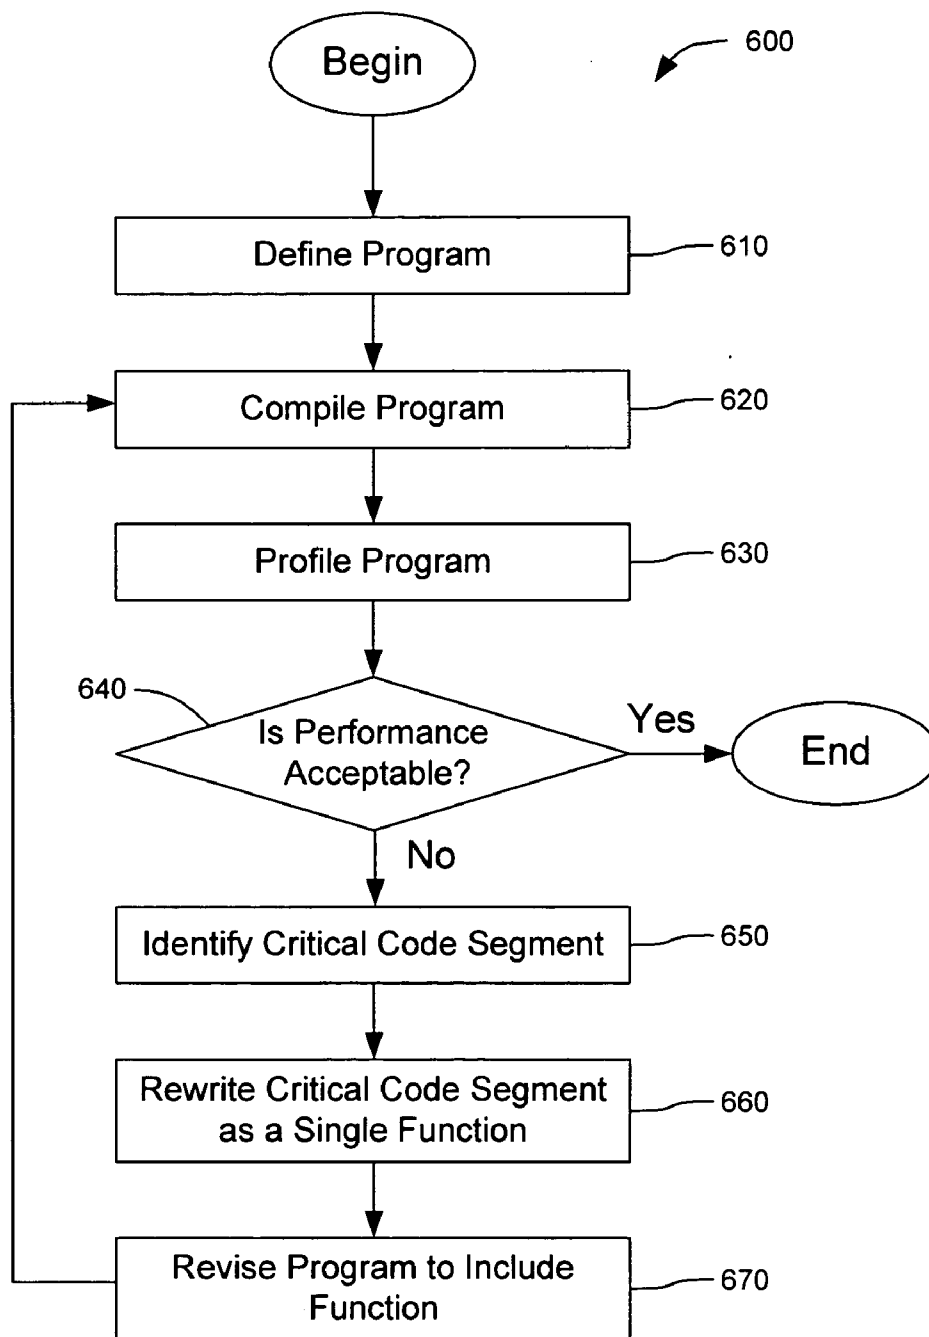 Begin
600
Define Program
610
Compile Program
620
Profile Program
630
640
Is Performance
Acceptable?
Yes
End
No
Identify Critical Code Segment
650
Rewrite Critical Code Segment
as a Single Function
660
Revise Program to Include
Function
670